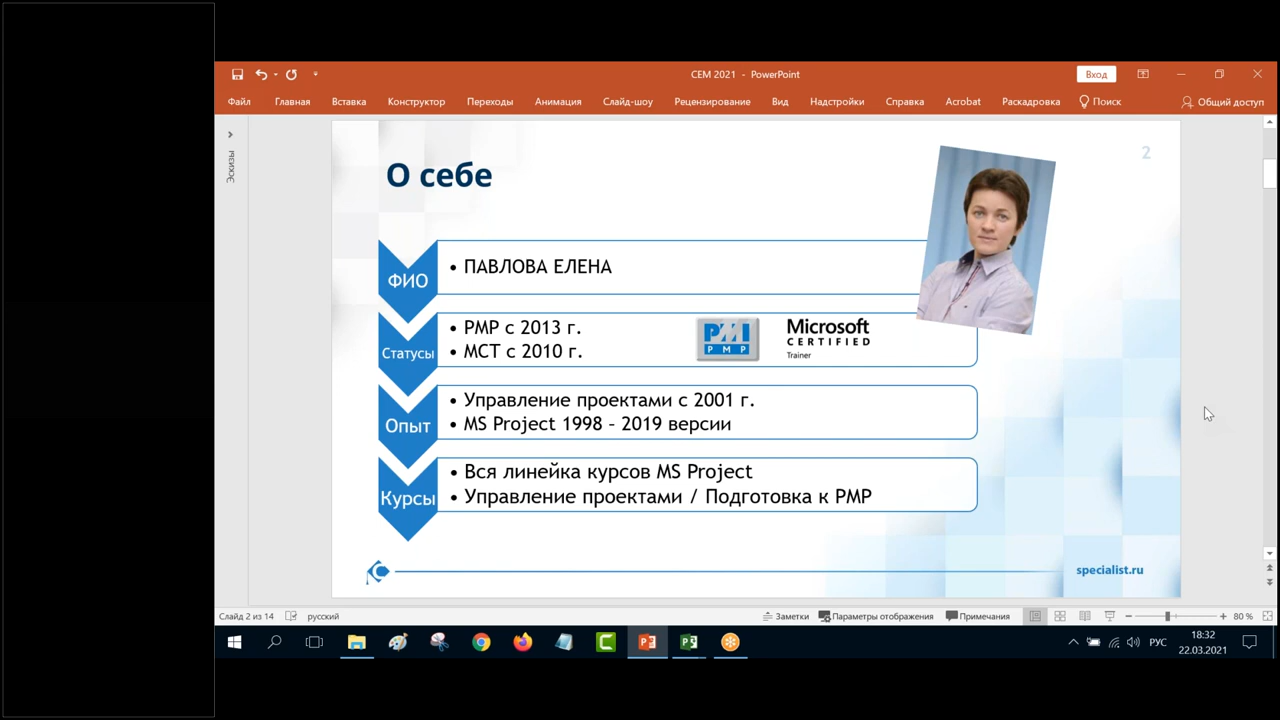 CEM 2021 - PowerPoint
Вход
Файл Главная Вставка Конструктор Переходы Анимация Слайд-шоу Рецензирование Вид Надстройки Справка Acrobat Раскадровка Поиск Общий доступ
Эскизы
2
О себе
ФИО
• ПАВЛОВА ЕЛЕНА
Статусы
• PMP с 2013 г.
• МСТ с 2010 г.
PMI
PMP
Microsoft
CERTIFIED
Trainer
Опыт
• Управление проектами с 2001 г.
• MS Project 1998 – 2019 версии
Курсы
• Вся линейка курсов MS Project
• Управление проектами / Подготовка к PMP
specialist.ru
Слайд 2 из 14 русский Заметки Параметры отображения Примечания 80 %
РУС
18:32
22.03.2021